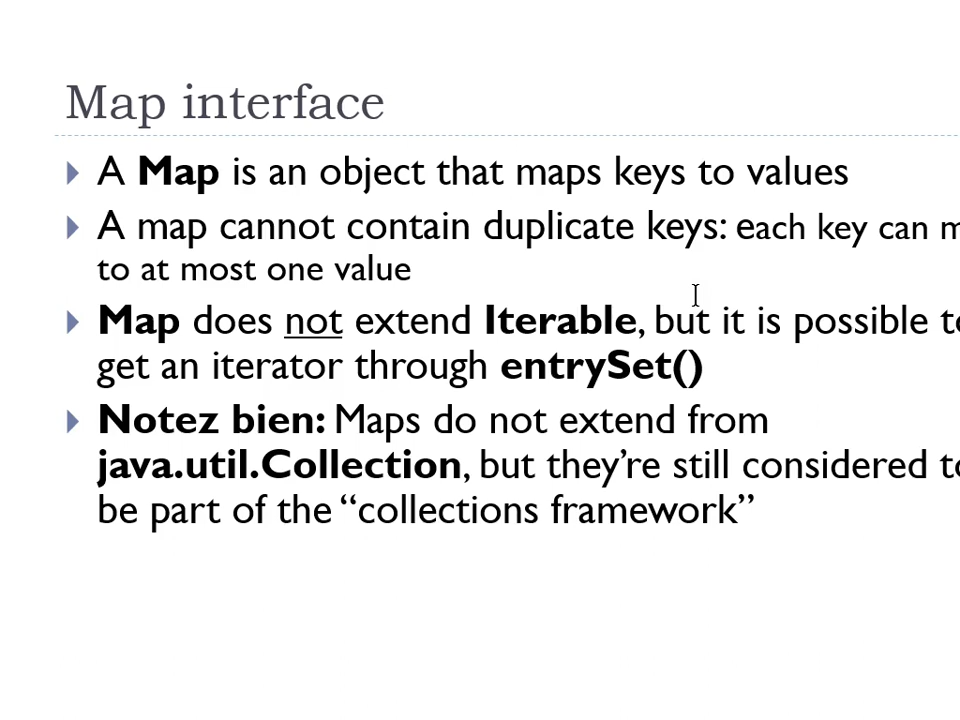 Map interface
A Map is an object that maps keys to values
A map cannot contain duplicate keys: each key can
to at most one value
Map does not extend Iterable, but it is possible
get an iterator through entrySet()
Notez bien: Maps do not extend from
java.util.Collection, but they’re still considered
be part of the “collections framework”